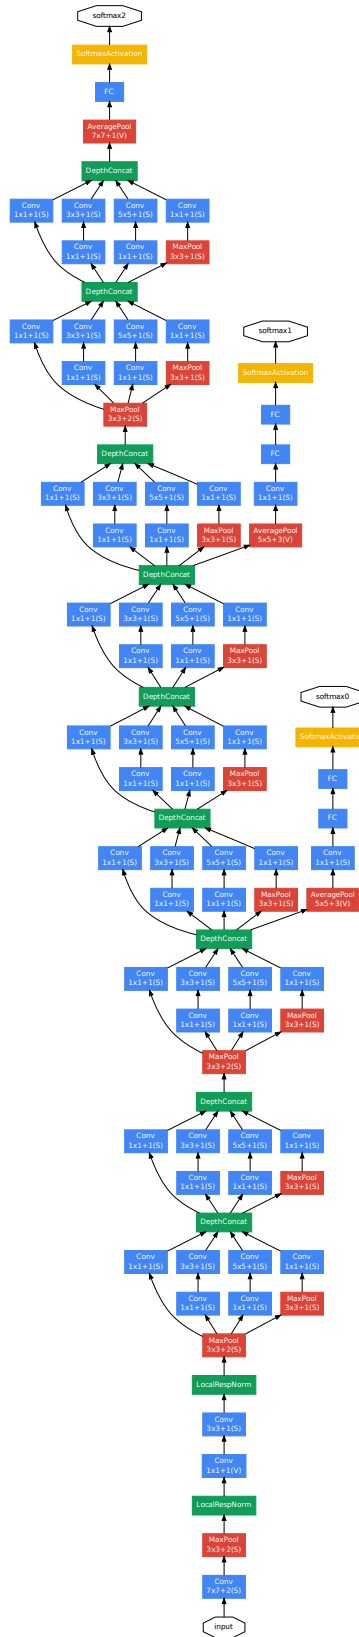 softmax2
SoftmaxActivation
FC
AveragePool
7x7+1(V)
DepthConcat
Conv Conv Conv Conv
1x1+1(S) 3x3+1(S) 5x5+1(S) 1x1+1(S)
Conv Conv MaxPool
1x1+1(S) 1x1+1(S) 3x3+1(S)
DepthConcat
Conv Conv Conv Conv
1x1+1(S) 3x3+1(S) 5x5+1(S) 1x1+1(S)
softmax1
Conv Conv MaxPool
1x1+1(S) 1x1+1(S) 3x3+1(S)
SoftmaxActivation
MaxPool
3x3+2(S)
FC
DepthConcat
FC
Conv Conv Conv Conv Conv
1x1+1(S) 3x3+1(S) 5x5+1(S) 1x1+1(S) 1x1+1(S)
Conv Conv MaxPool AveragePool
1x1+1(S) 1x1+1(S) 3x3+1(S) 5x5+3(V)
DepthConcat
Conv Conv Conv Conv
1x1+1(S) 3x3+1(S) 5x5+1(S) 1x1+1(S)
Conv Conv MaxPool
1x1+1(S) 1x1+1(S) 3x3+1(S)
DepthConcat
softmax0
Conv Conv Conv Conv
1x1+1(S) 3x3+1(S) 5x5+1(S) 1x1+1(S)
SoftmaxActivatio
Conv Conv MaxPool
1x1+1(S) 1x1+1(S) 3x3+1(S)
FC
DepthConcat
FC
Conv Conv Conv Conv Conv
1x1+1(S) 3x3+1(S) 5x5+1(S) 1x1+1(S) 1x1+1(S)
Conv Conv MaxPool AveragePool
1x1+1(S) 1x1+1(S) 3x3+1(S) 5x5+3(V)
DepthConcat
Conv Conv Conv Conv
1x1+1(S) 3x3+1(S) 5x5+1(S) 1x1+1(S)
Conv Conv MaxPool
1x1+1(S) 1x1+1(S) 3x3+1(S)
MaxPool
3x3+2(S)
DepthConcat
Conv Conv Conv Conv
1x1+1(S) 3x3+1(S) 5x5+1(S) 1x1+1(S)
Conv Conv MaxPool
1x1+1(S) 1x1+1(S) 3x3+1(S)
DepthConcat
Conv Conv Conv Conv
1x1+1(S) 3x3+1(S) 5x5+1(S) 1x1+1(S)
Conv Conv MaxPool
1x1+1(S) 1x1+1(S) 3x3+1(S)
MaxPool
3x3+2(S)
LocalRespNorm
Conv
3x3+1(S)
Conv
1x1+1(V)
LocalRespNorm
MaxPool
3x3+2(S)
Conv
7x7+2(S)
input